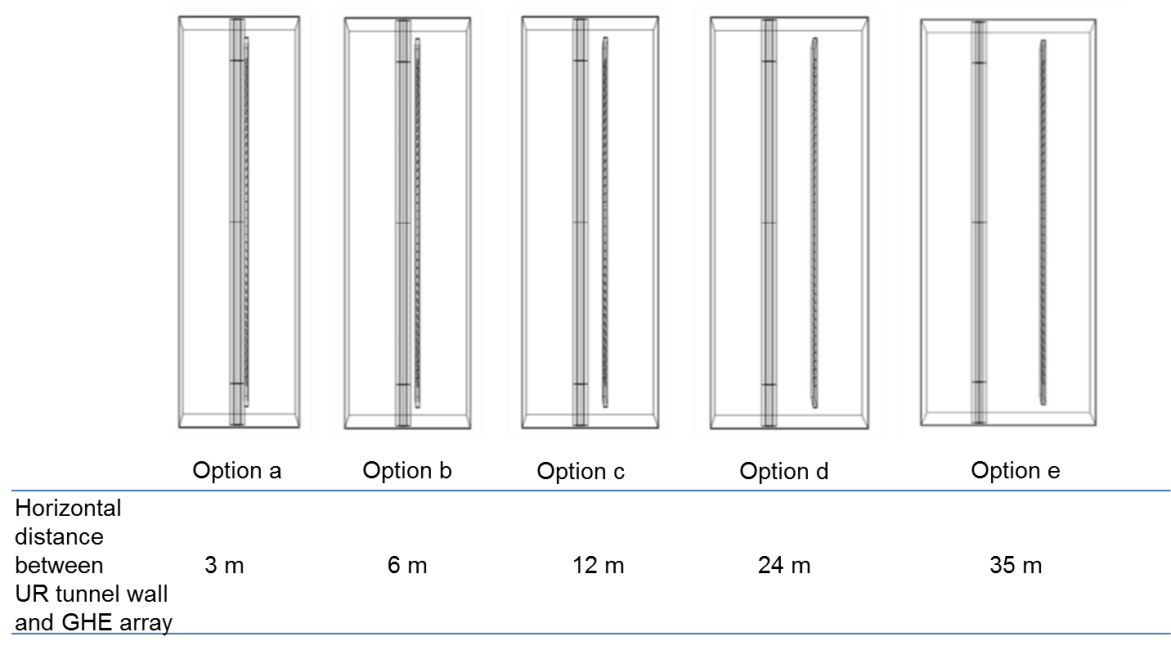 Option a Option b Option c Option d Option e
Horizontal
distance
between 3 m 6 m 12 m 24 m 35 m
UR tunnel wall
and GHE array